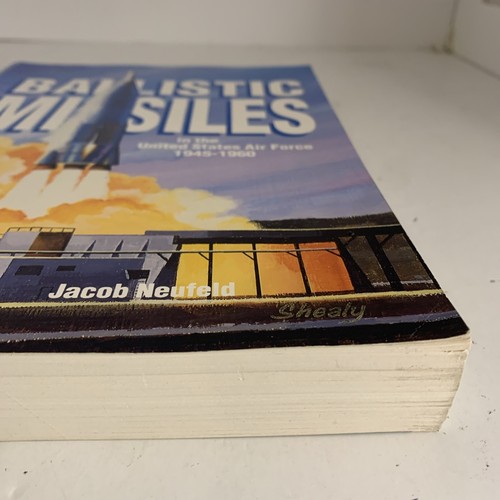 BALLISTIC
MISSILES
in the
United States Air Force
1945-1960
Jacob Neufeld
Shealy